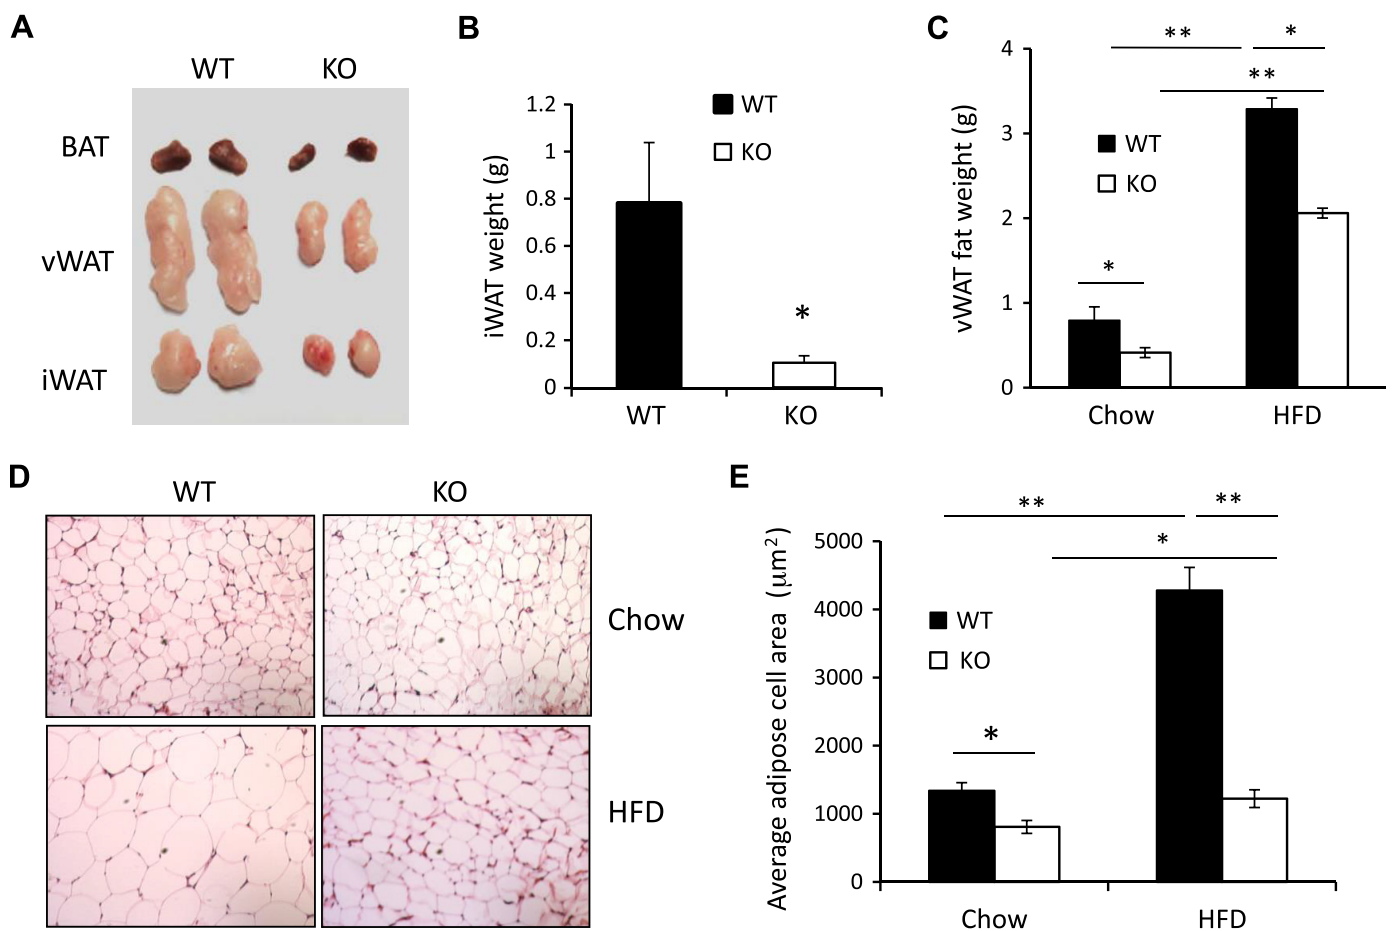 A
WT KO
BAT
vWAT
iWAT
B
iWAT weight (g)
1.2
1
0.8
0.6
0.4
0.2
0
WT
KO
*
WT KO
C
vWAT fat weight (g)
4
3
2
1
0
** *
**
WT
KO
*
Chow HFD
D
WT KO
Chow
HFD
E
Average adipose cell area (μm²)
5000
4000
3000
2000
1000
0
** **
*
WT
KO
*
Chow HFD